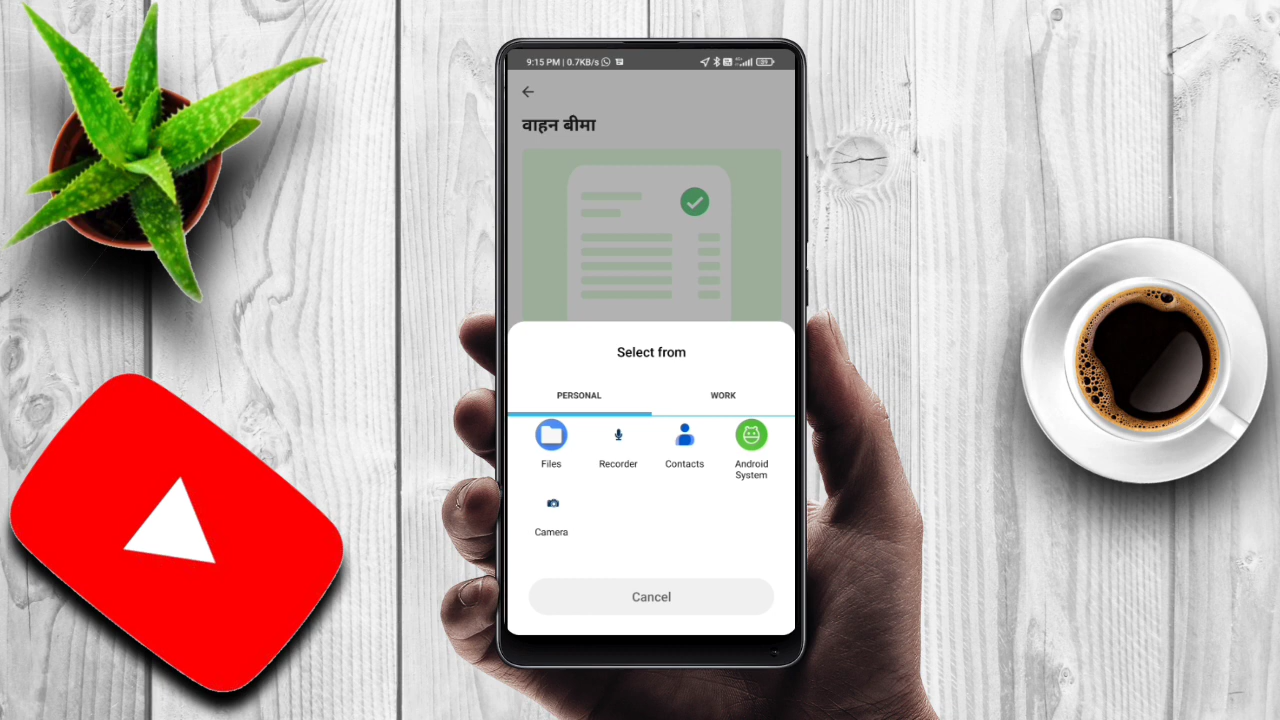 9:15 PM | 0.7KB/s
वाहन बीमा
Select from
PERSONAL WORK
Files Recorder Contacts Android System
Camera
Cancel